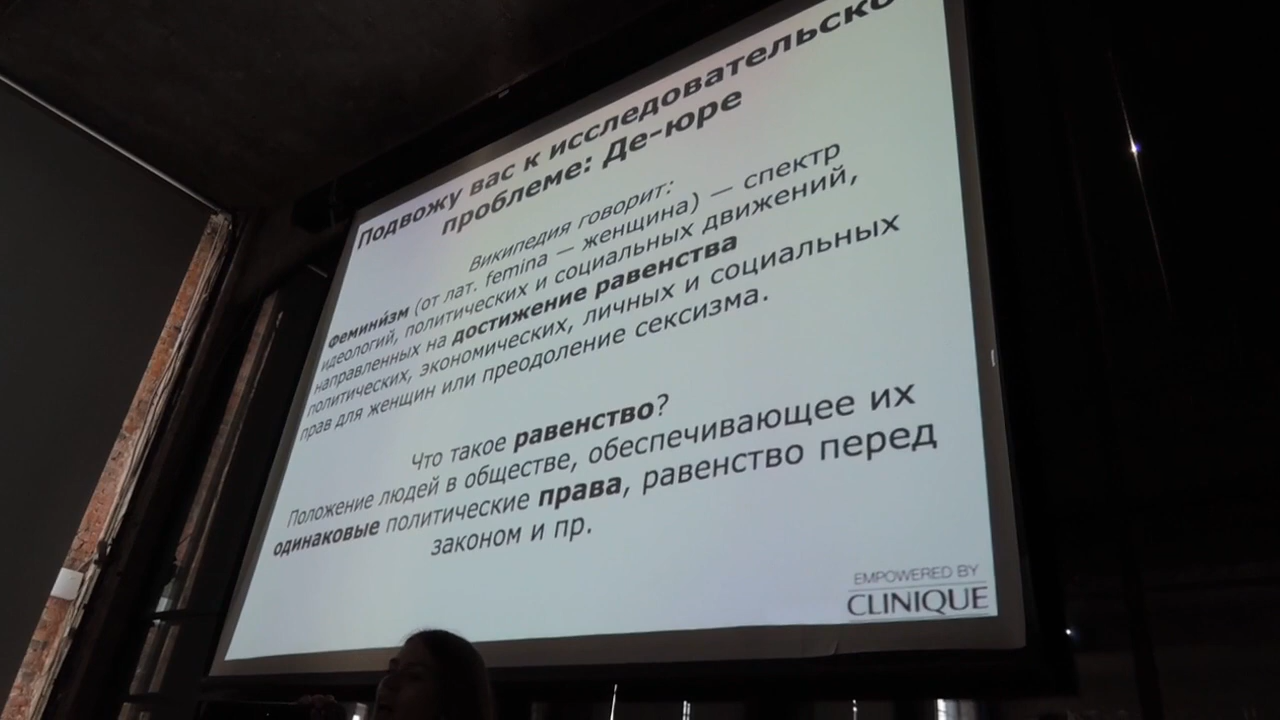 Подвожу вас к исследовательско
проблеме: Де-юре
Википедия говорит:
Фемини́зм (от лат. femina — женщина) — спектр
идеологий, политических и социальных движений,
направленных на достижение равенства
политических, экономических, личных и социальных
прав для женщин или преодоление сексизма.
Что такое равенство?
Положение людей в обществе, обеспечивающее их
одинаковые политические права, равенство перед
законом и пр.
EMPOWERED BY
CLINIQUE